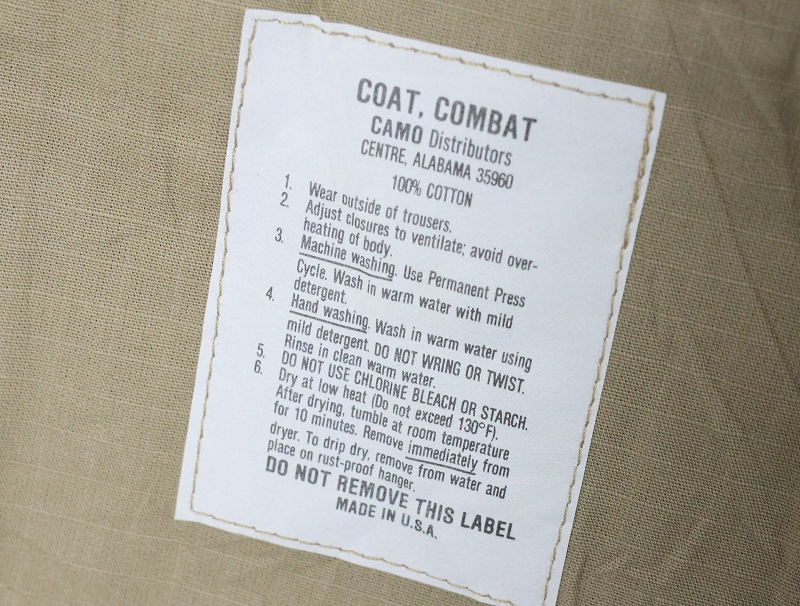 COAT, COMBAT
CAMO Distributors
CENTRE, ALABAMA 35960
100% COTTON
1. Wear outside of trousers.
2. Adjust closures to ventilate; avoid over-
heating of body.
3. Machine washing. Use Permanent Press
Cycle. Wash in warm water with mild
detergent.
4. Hand washing. Wash in warm water using
mild detergent. DO NOT WRING OR TWIST.
Rinse in clean warm water.
5. DO NOT USE CHLORINE BLEACH OR STARCH.
6. Dry at low heat (Do not exceed 130°F).
After drying, tumble at room temperature
for 10 minutes. Remove immediately from
dryer. To drip dry, remove from water and
place on rust-proof hanger.
DO NOT REMOVE THIS LABEL
MADE IN U.S.A.